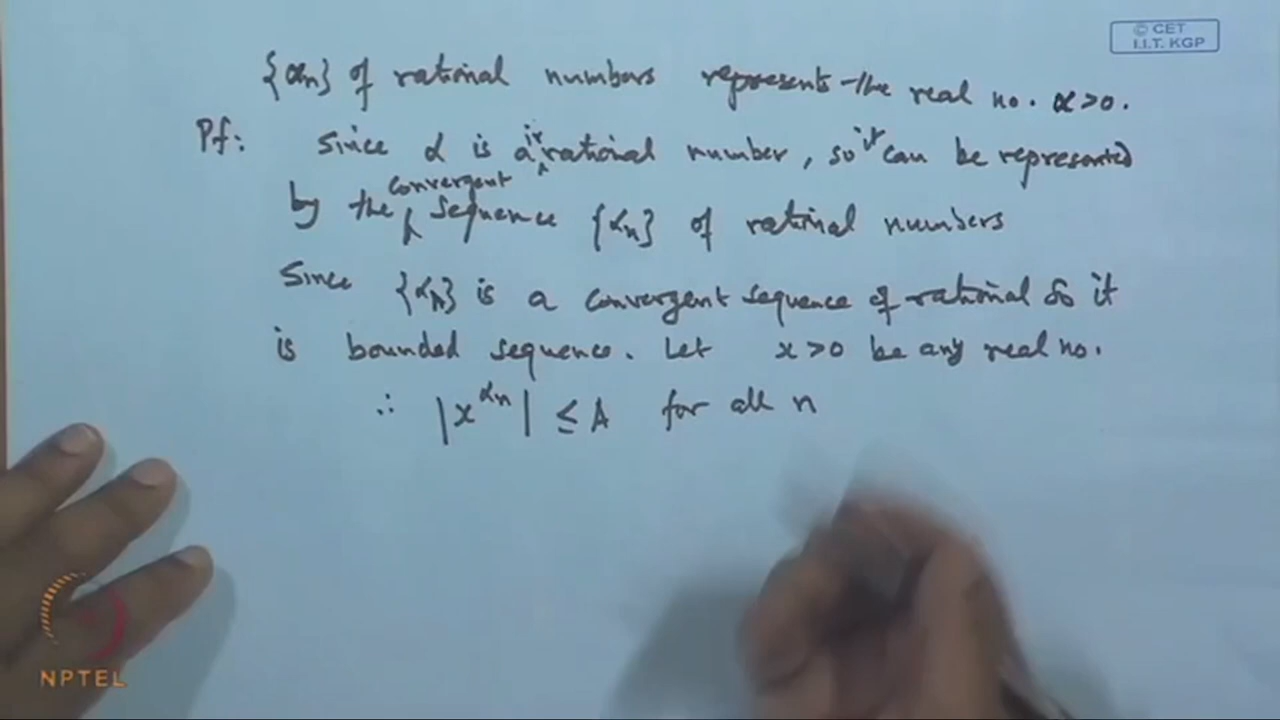 © CET
I.I.T. KGP
{αn} of rational numbers represents the real no. α>0.
Pf: Since α is a irrational number, so it can be represented
by the convergent sequence {αn} of rational numbers
Since {αn} is a convergent sequence of rational so it
is bounded sequence. Let x>0 be any real no.
∴ |x^αn| ≤ A for all n
NPTEL